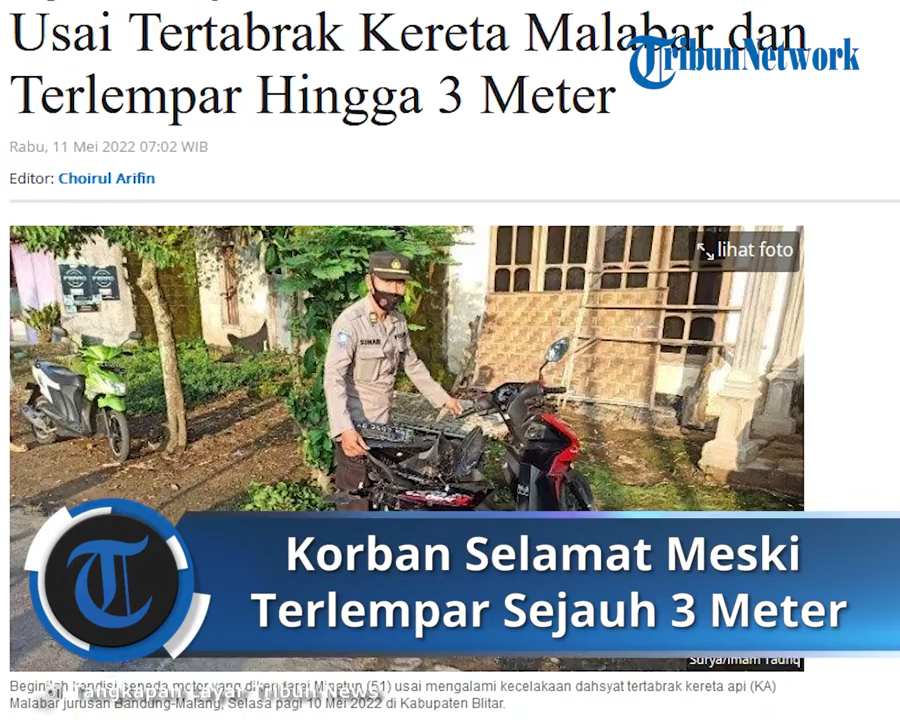 Usai Tertabrak Kereta Malabar dan
TribunNetwork
Terlempar Hingga 3 Meter
Rabu, 11 Mei 2022 07:02 WIB
Editor: Choirul Arifin
lihat foto
SUNAR
Korban Selamat Meski
Terlempar Sejauh 3 Meter
T
Surya/Imam Taufiq
kondisi sepeda motor yang dikendarai (51) usai mengalami kecelakaan dahsyat tertabrak kereta api (KA)
Tangkapan Layar Tribun News
Malabar jurusan Bandung-Malang, Selasa pagi 10 Mei 2022 di Kabupaten Blitar.